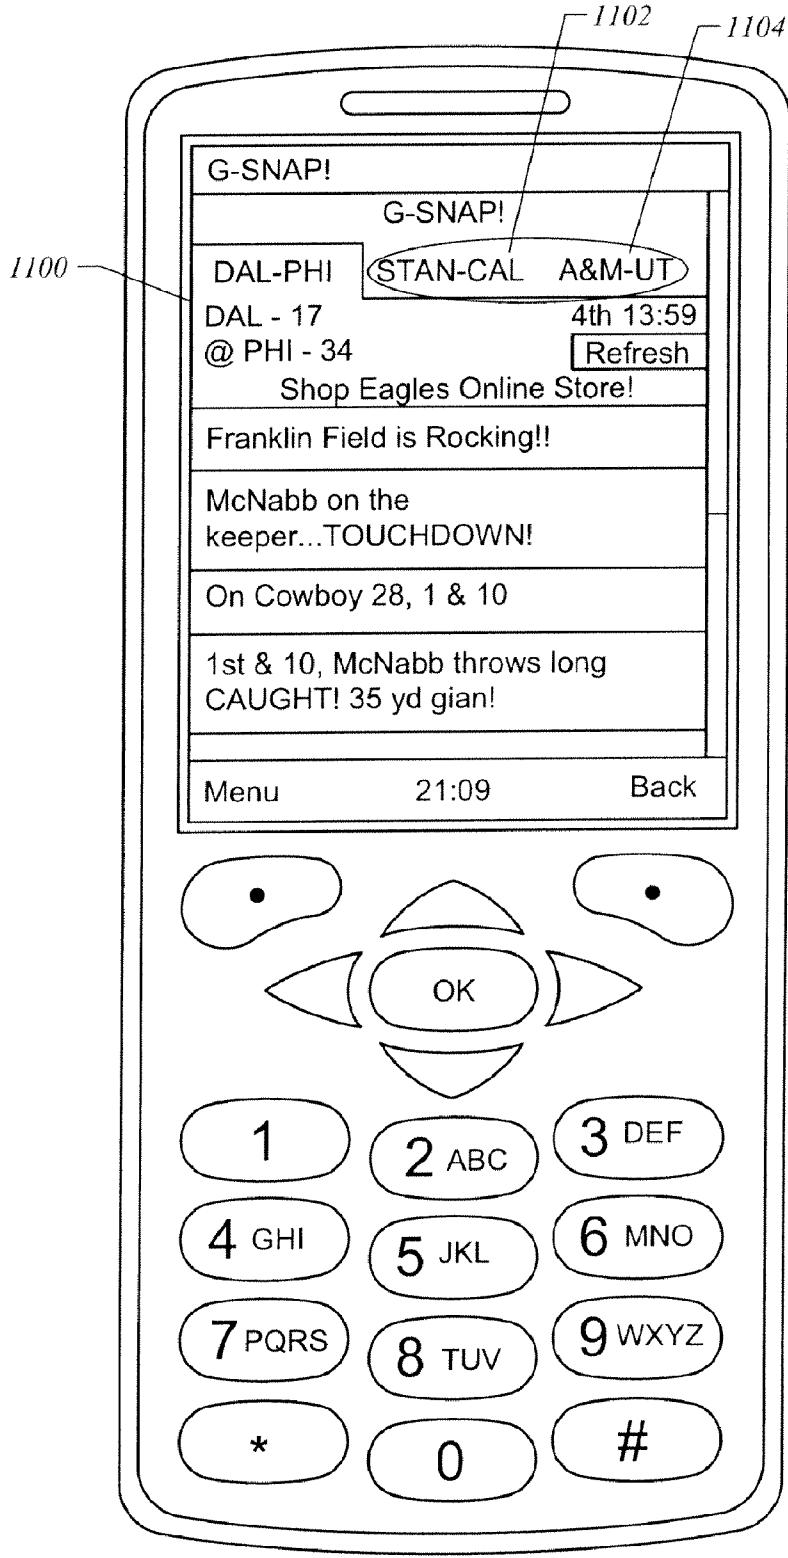 1102
1104
G-SNAP!
G-SNAP!
1100
DAL-PHI STAN-CAL A&M-UT
DAL - 17 4th 13:59
@ PHI - 34 Refresh
Shop Eagles Online Store!
Franklin Field is Rocking!!
McNabb on the
keeper...TOUCHDOWN!
On Cowboy 28, 1 & 10
1st & 10, McNabb throws long
CAUGHT! 35 yd gian!
Menu 21:09 Back
OK
1 2 ABC 3 DEF
4 GHI 5 JKL 6 MNO
7 PQRS 8 TUV 9 WXYZ
* 0 #